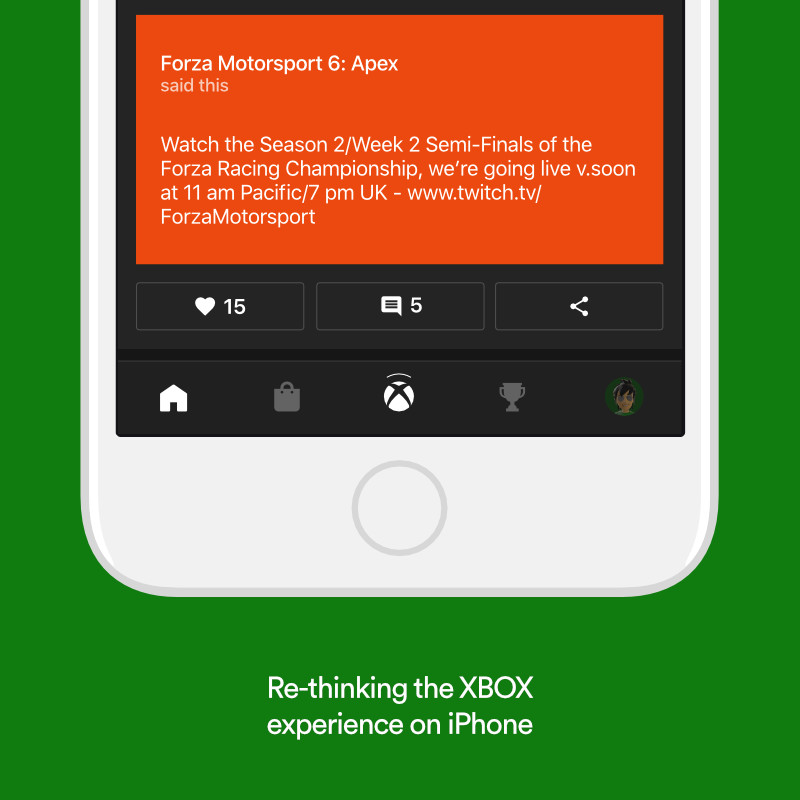 Forza Motorsport 6: Apex
said this
Watch the Season 2/Week 2 Semi-Finals of the
Forza Racing Championship, we’re going live v.soon
at 11 am Pacific/7 pm UK - www.twitch.tv/
ForzaMotorsport
15
5
Re-thinking the XBOX
experience on iPhone